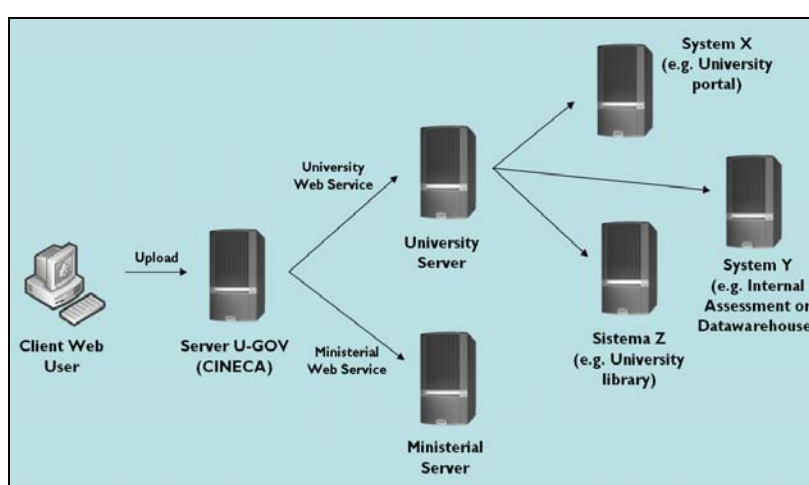 System X
(e.g. University
portal)
University
Web Service
Upload
University
Server
System Y
(e.g. Internal
Assessment or
Datawarehouse
Client Web
User
Server U-GOV
(CINECA)
Ministerial
Web Service
Sistema Z
(e.g. University
library)
Ministerial
Server